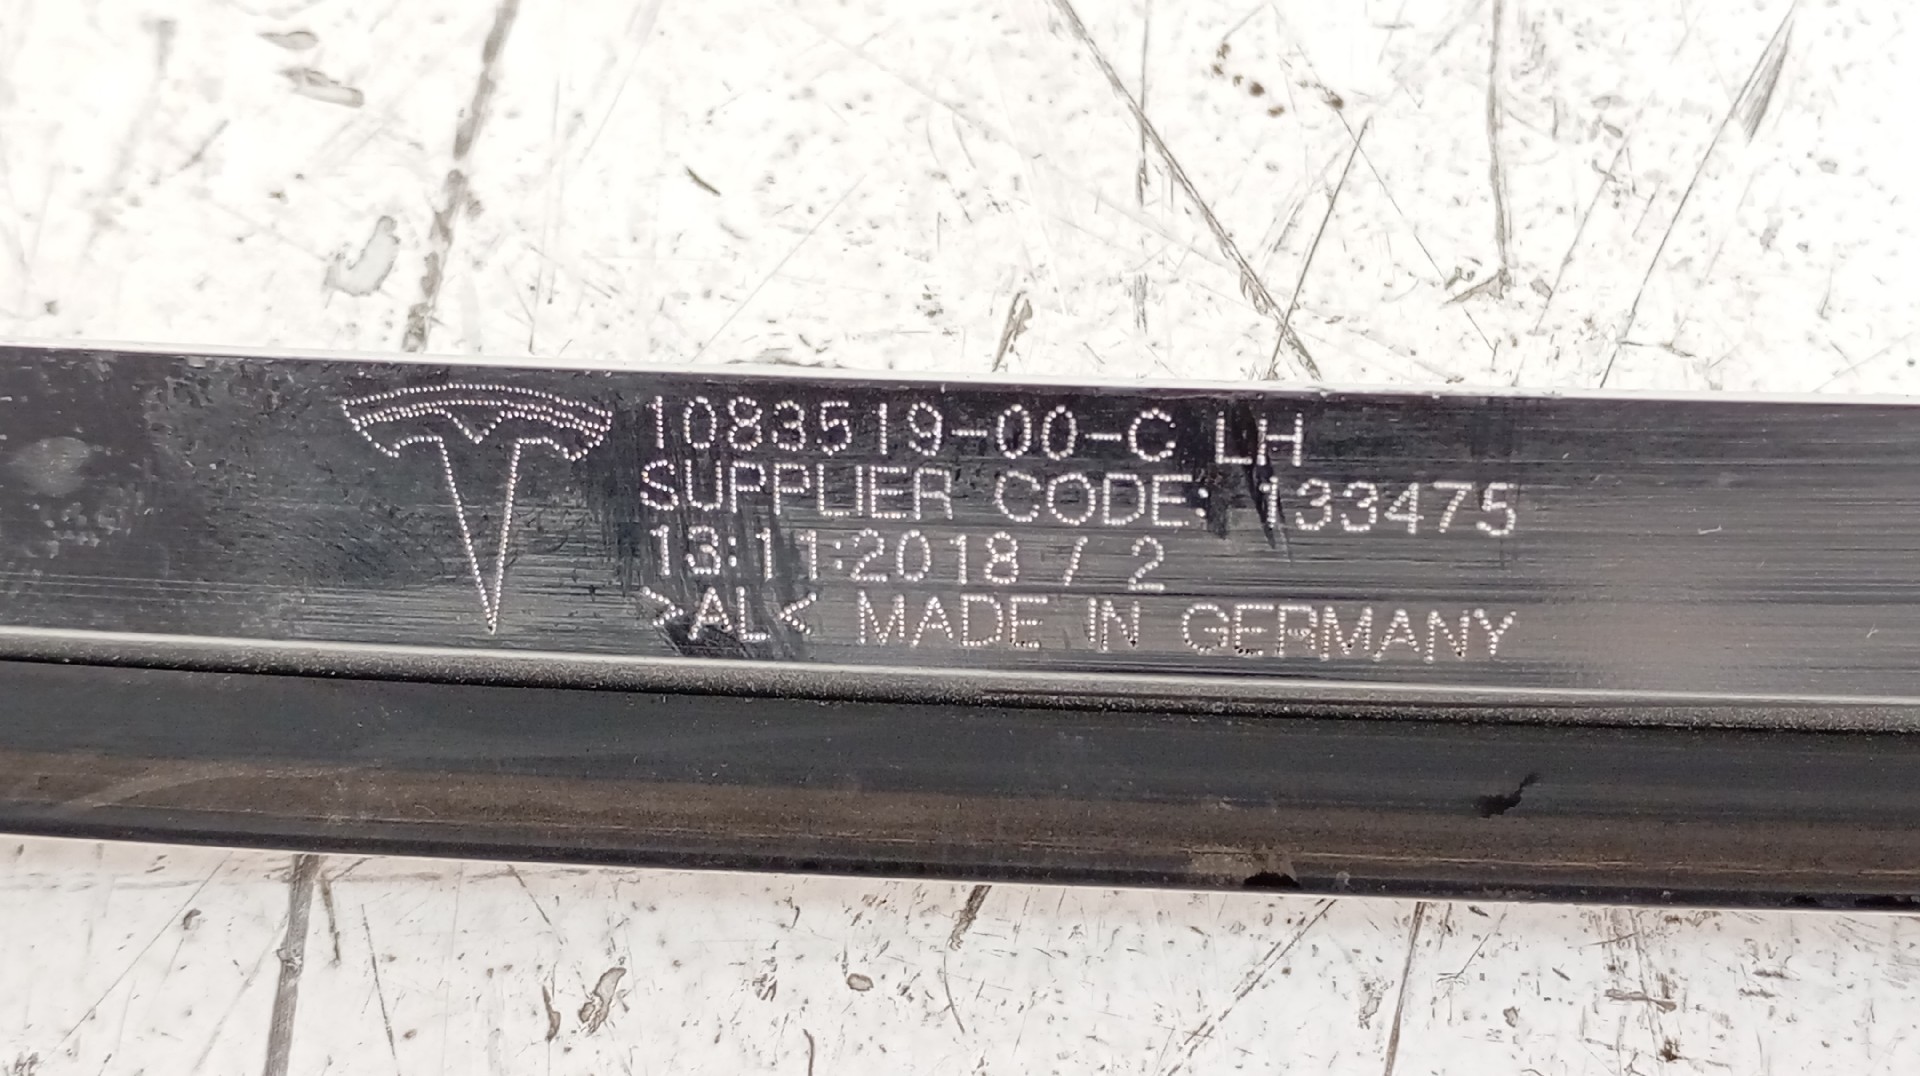 1083519-00-C LH
SUPPLIER CODE: 133475
13:11:2018 / 2
>AL< MADE IN GERMANY